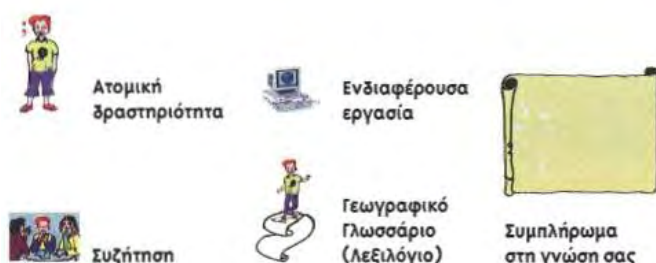 Ατομική
δραστηριότητα
Ενδιαφέρουσα
εργασία
Συζήτηση
Γεωγραφικό
Γλωσσάριο
(Λεξιλόγιο)
Συμπλήρωμα
στη γνώση σας